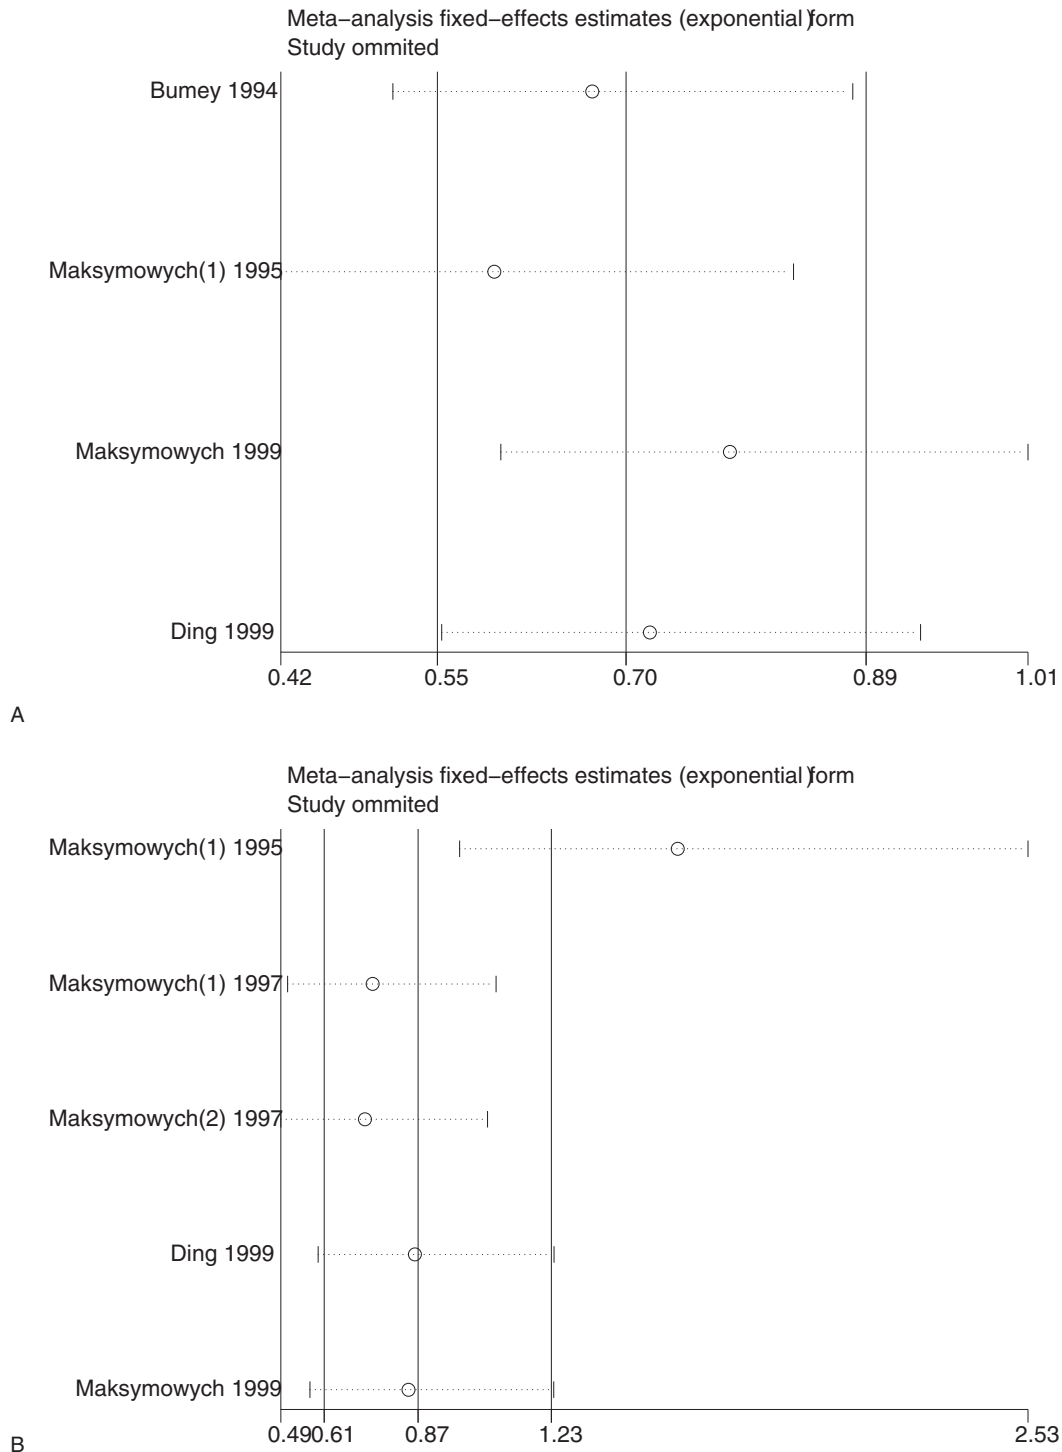 Meta−analysis fixed−effects estimates (exponential )form
Study ommited
Bumey 1994
Maksymowych(1) 1995
Maksymowych 1999
Ding 1999
0.42 0.55 0.70 0.89 1.01
A
Meta−analysis fixed−effects estimates (exponential )form
Study ommited
Maksymowych(1) 1995
Maksymowych(1) 1997
Maksymowych(2) 1997
Ding 1999
Maksymowych 1999
0.49 0.61 0.87 1.23 2.53
B